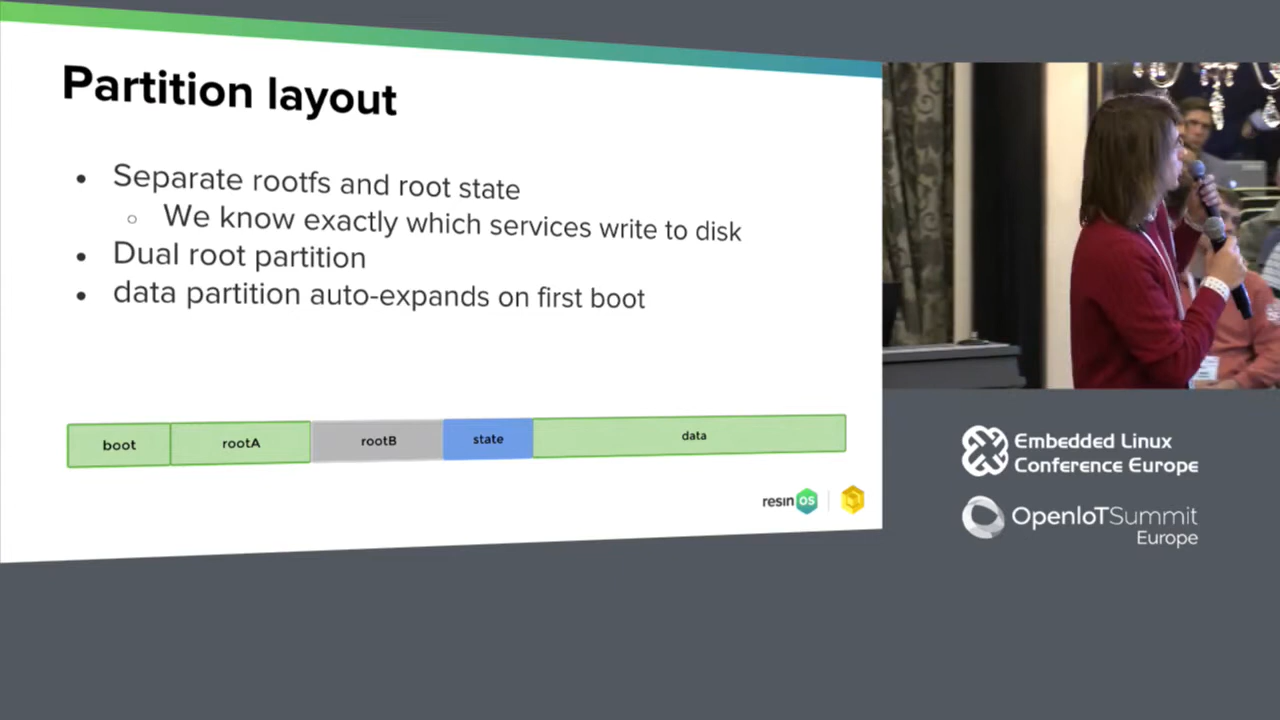 Partition layout
Separate rootfs and root state
We know exactly which services write to disk
Dual root partition
data partition auto-expands on first boot
boot rootA rootB state data
resin OS
Embedded Linux
Conference Europe
OpenIoTSummit
Europe